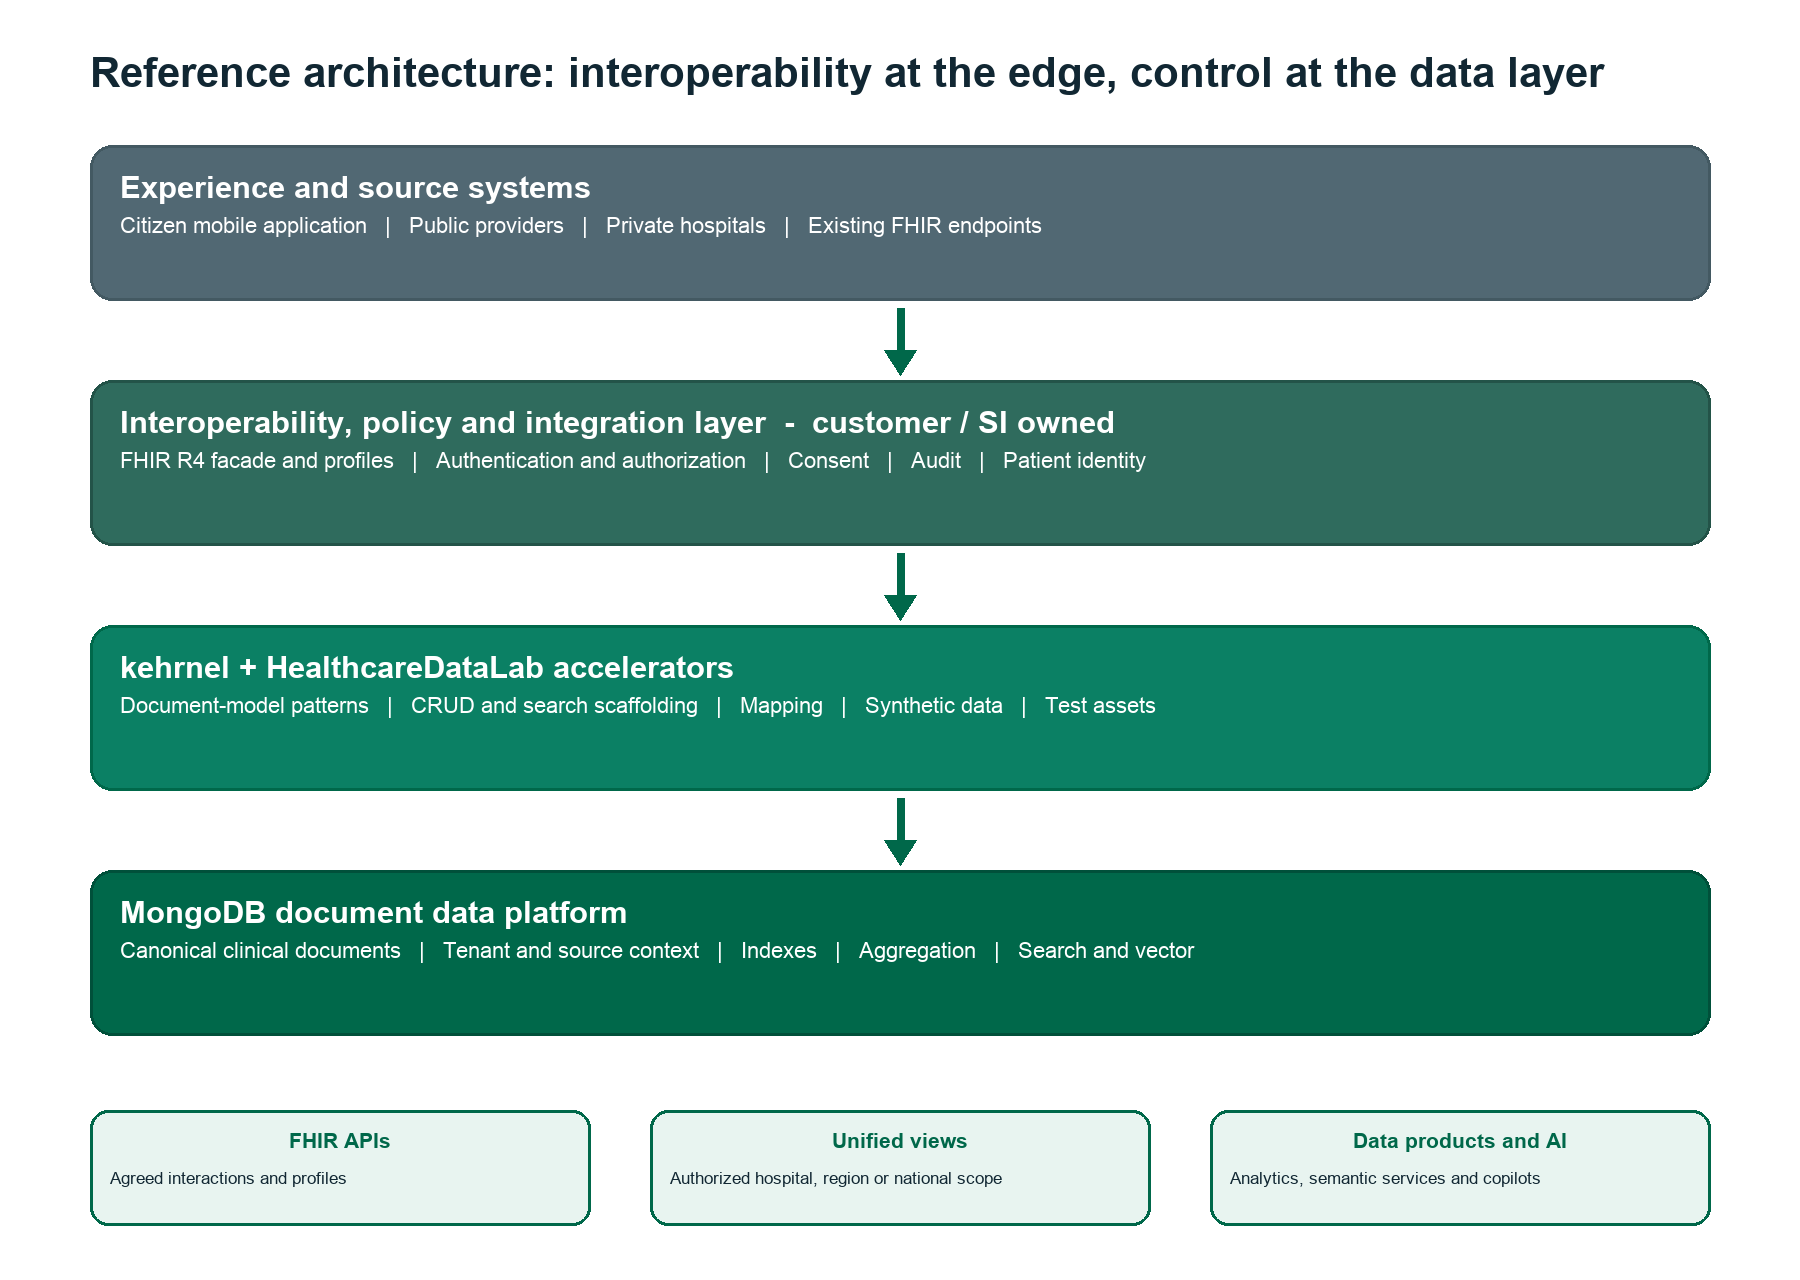 Reference architecture: interoperability at the edge, control at the data layer
Experience and source systems
Citizen mobile application | Public providers | Private hospitals | Existing FHIR endpoints
Interoperability, policy and integration layer - customer / SI owned
FHIR R4 facade and profiles | Authentication and authorization | Consent | Audit | Patient identity
kehrnel + HealthcareDataLab accelerators
Document-model patterns | CRUD and search scaffolding | Mapping | Synthetic data | Test assets
MongoDB document data platform
Canonical clinical documents | Tenant and source context | Indexes | Aggregation | Search and vector
FHIR APIs
Agreed interactions and profiles
Unified views
Authorized hospital, region or national scope
Data products and AI
Analytics, semantic services and copilots